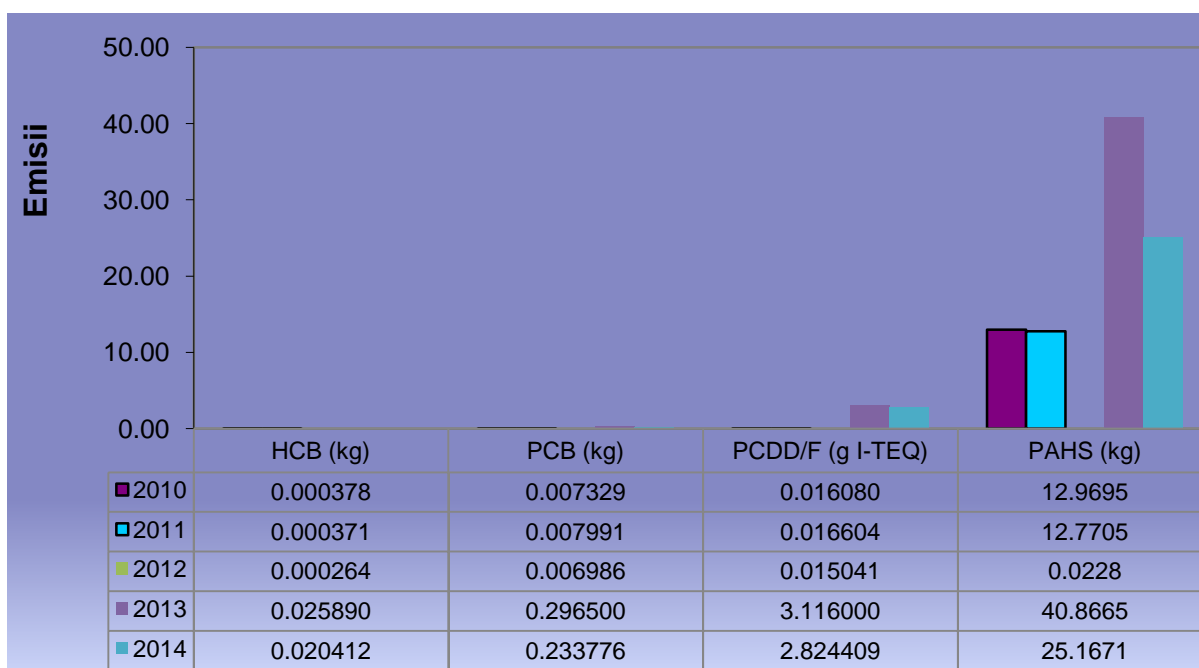 50.00
40.00
30.00
20.00
10.00
0.00
Emisii
HCB (kg) PCB (kg) PCDD/F (g I-TEQ) PAHS (kg)
2010 0.000378 0.007329 0.016080 12.9695
2011 0.000371 0.007991 0.016604 12.7705
2012 0.000264 0.006986 0.015041 0.0228
2013 0.025890 0.296500 3.116000 40.8665
2014 0.020412 0.233776 2.824409 25.1671